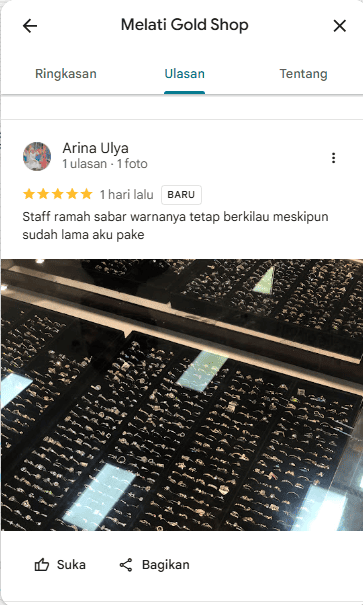 Melati Gold Shop
Ringkasan
Ulasan
Tentang
Arina Ulya
1 ulasan · 1 foto
1 hari lalu
BARU
Staff ramah sabar warnanya tetap berkilau meskipun
sudah lama aku pake
Suka
Bagikan